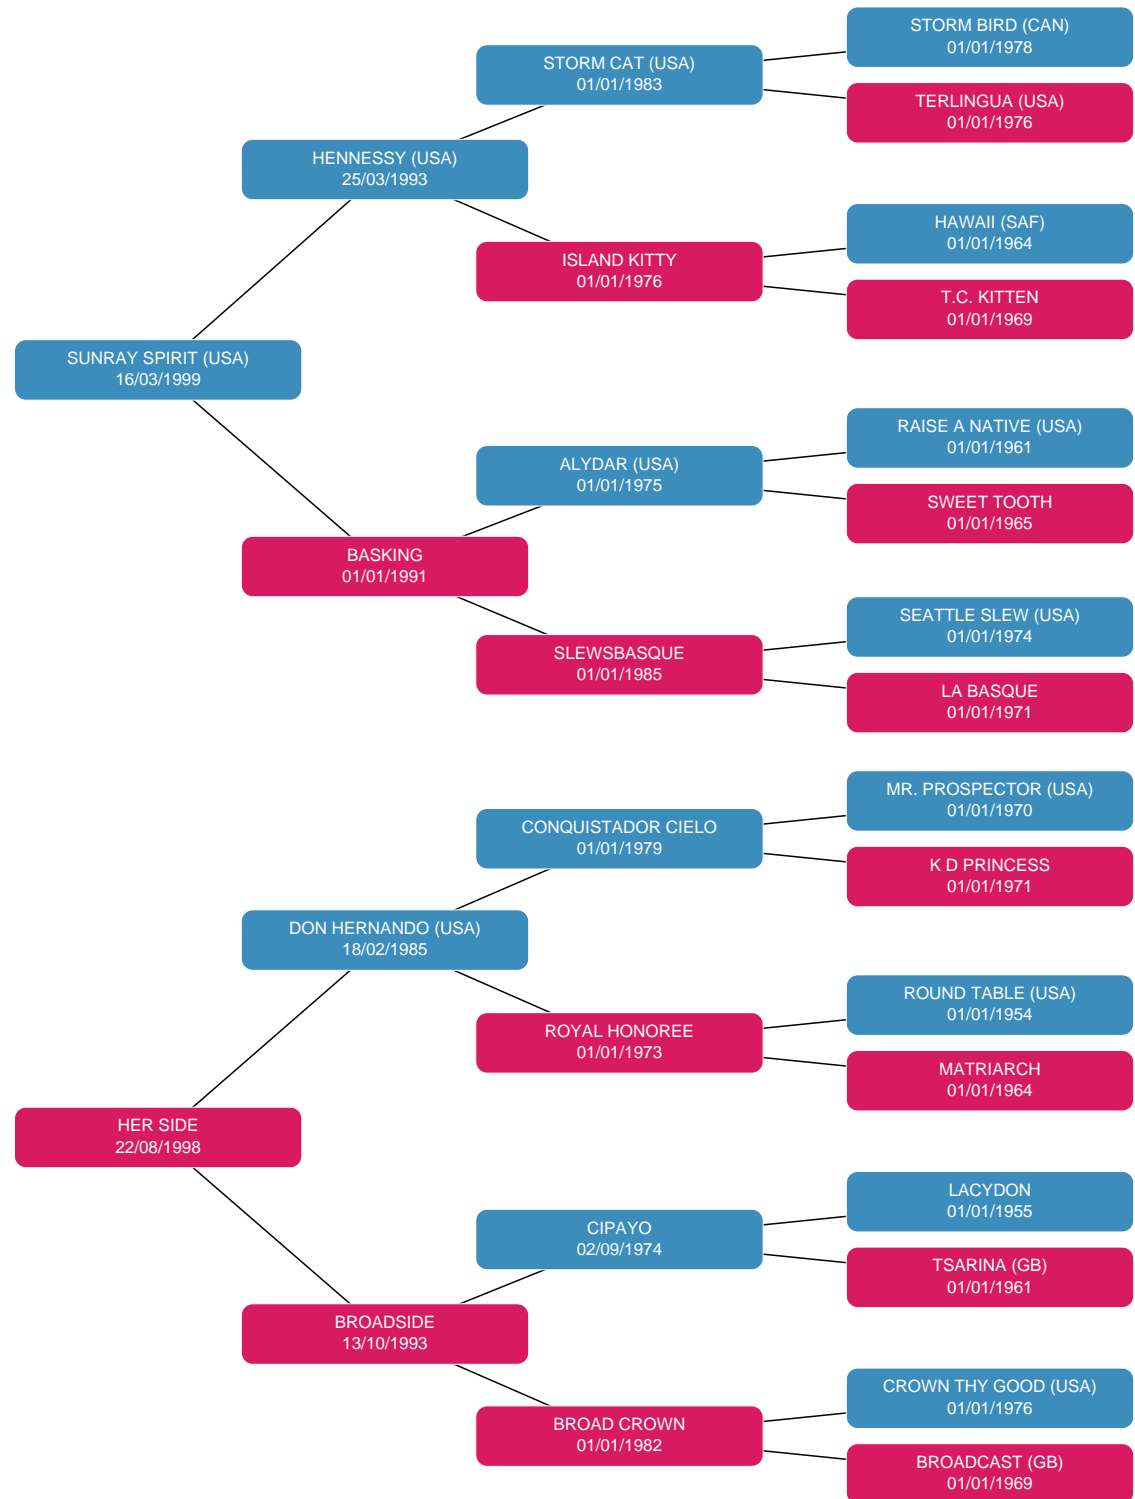 STORM BIRD (CAN)
01/01/1978
STORM CAT (USA)
01/01/1983
TERLINGUA (USA)
01/01/1976
HENNESSY (USA)
25/03/1993
HAWAII (SAF)
01/01/1964
ISLAND KITTY
01/01/1976
T.C. KITTEN
01/01/1969
SUNRAY SPIRIT (USA)
16/03/1999
RAISE A NATIVE (USA)
01/01/1961
ALYDAR (USA)
01/01/1975
SWEET TOOTH
01/01/1965
BASKING
01/01/1991
SEATTLE SLEW (USA)
01/01/1974
SLEWSBASQUE
01/01/1985
LA BASQUE
01/01/1971
MR. PROSPECTOR (USA)
01/01/1970
CONQUISTADOR CIELO
01/01/1979
K D PRINCESS
01/01/1971
DON HERNANDO (USA)
18/02/1985
ROUND TABLE (USA)
01/01/1954
ROYAL HONOREE
01/01/1973
MATRIARCH
01/01/1964
HER SIDE
22/08/1998
LACYDON
01/01/1955
CIPAYO
02/09/1974
TSARINA (GB)
01/01/1961
BROADSIDE
13/10/1993
CROWN THY GOOD (USA)
01/01/1976
BROAD CROWN
01/01/1982
BROADCAST (GB)
01/01/1969